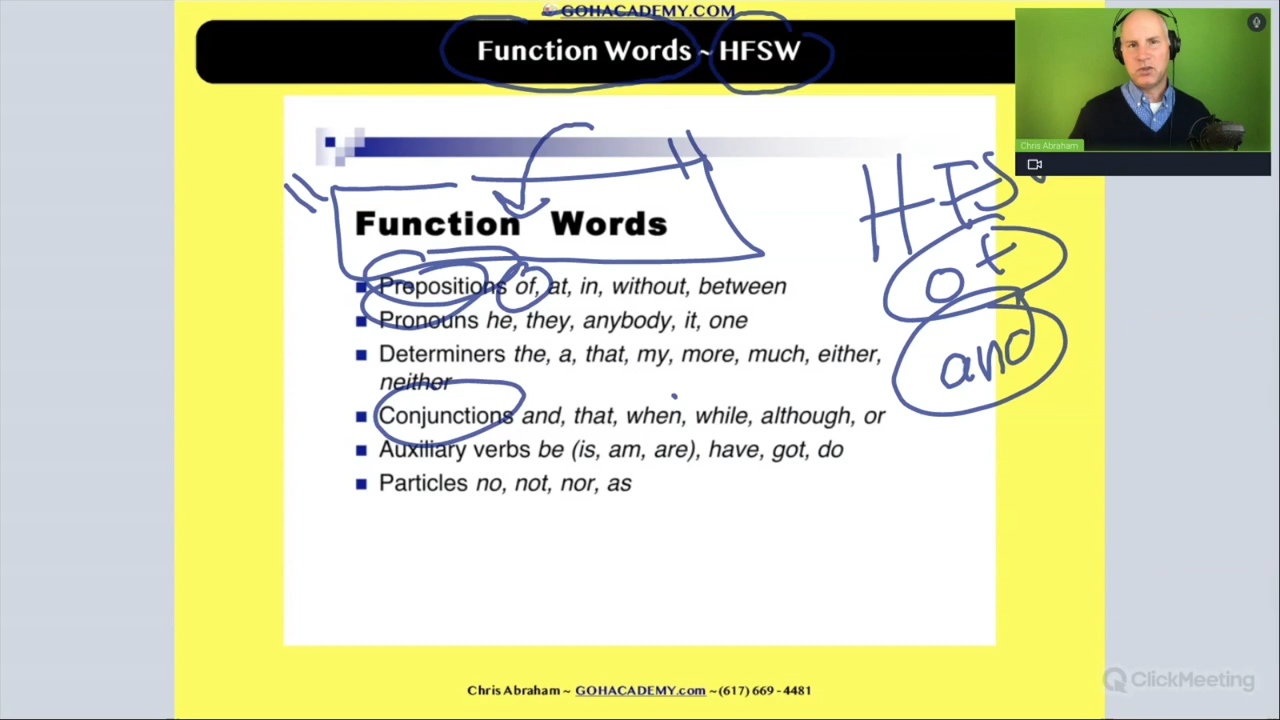 GOHACADEMY.COM
Function Words ~ HFSW
Chris Abraham
Function Words
HFS
Prepositions of, at, in, without, between
of
Pronouns he, they, anybody, it, one
Determiners the, a, that, my, more, much, either,
neither
and
Conjunctions and, that, when, while, although, or
Auxiliary verbs be (is, am, are), have, got, do
Particles no, not, nor, as
ClickMeeting
Chris Abraham ~ GOHACADEMY.com ~(617) 669 - 4481